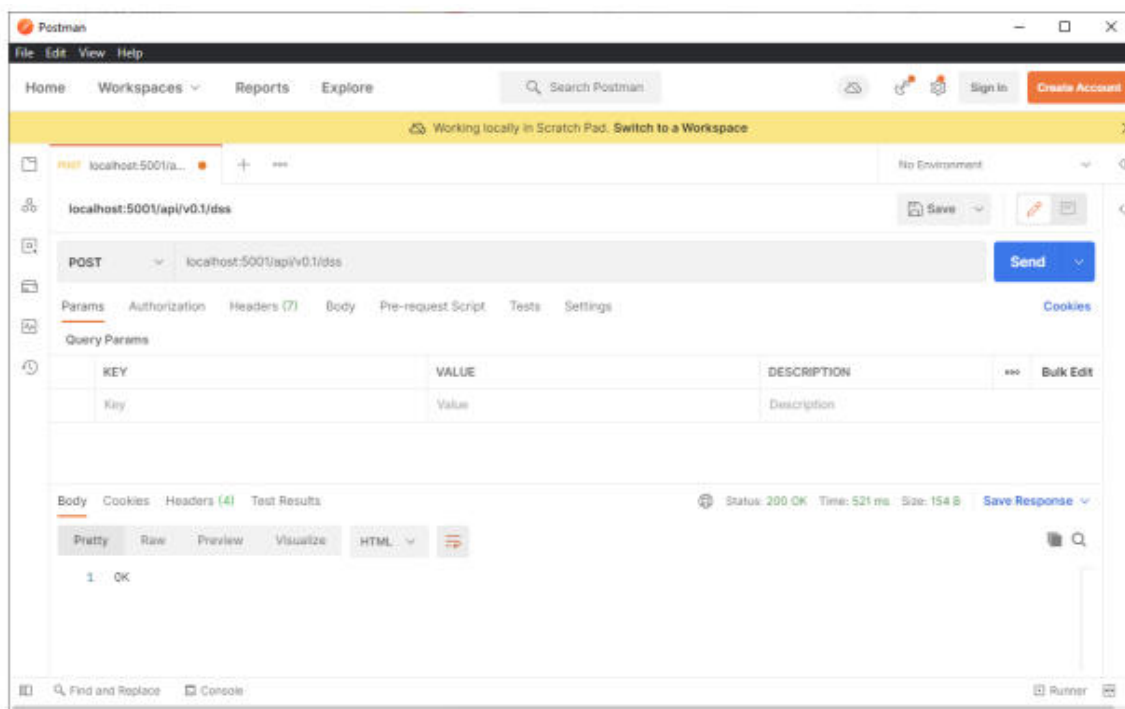 Postman
File Edit View Help
Home Workspaces Reports Explore Search Postman Sign In Create Account
Working locally in Scratch Pad. Switch to a Workspace
POST localhost:5001/a... No Environment
localhost:5001/api/v0.1/dss Save
POST localhost:5001/api/v0.1/dss Send
Params Authorization Headers (7) Body Pre-request Script Tests Settings Cookies
Query Params
KEY VALUE DESCRIPTION Bulk Edit
Key Value Description
Body Cookies Headers (4) Test Results Status: 200 OK Time: 521 ms Size: 154 B Save Response
Pretty Raw Preview Visualize HTML
1 OK
Find and Replace Console Runner